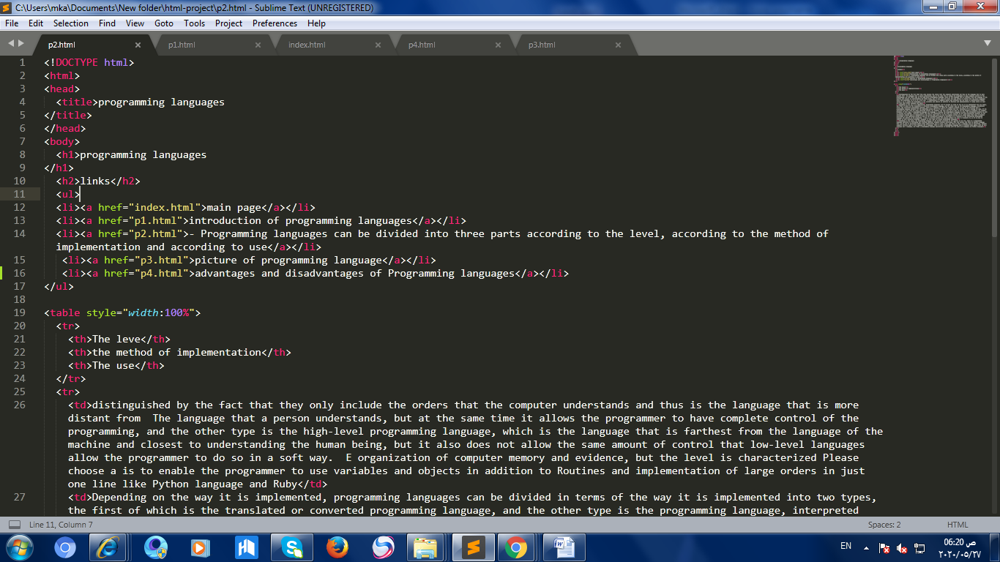 C:\Users\mka\Documents\New folder\html-project\p2.html - Sublime Text (UNREGISTERED)
File Edit Selection Find View Goto Tools Project Preferences Help
p2.html p1.html index.html p4.html p3.html
1 <!DOCTYPE html>
2 <html>
3 <head>
4 <title>programming languages
5 </title>
6 </head>
7 <body>
8 <h1>programming languages
9 </h1>
10 <h2>links</h2>
11 <ul>
12 <li><a href="index.html">main page</a></li>
13 <li><a href="p1.html">introduction of programming languages</a></li>
14 <li><a href="p2.html">- Programming languages can be divided into three parts according to the level, according to the method of
implementation and according to use</a></li>
15 <li><a href="p3.html">picture of programming language</a></li>
16 <li><a href="p4.html">advantages and disadvantages of Programming languages</a></li>
17 </ul>
18
19 <table style="width:100%">
20 <tr>
21 <th>The leve</th>
22 <th>the method of implementation</th>
23 <th>The use</th>
24 </tr>
25 <tr>
26 <td>distinguished by the fact that they only include the orders that the computer understands and thus is the language that is more
distant from  The language that a person understands, but at the same time it allows the programmer to have complete control of the
programming, and the other type is the high-level programming language, which is the language that is farthest from the language of the
machine and closest to understanding the human being, but it also does not allow the same amount of control that low-level languages
allow the programmer to do so in a soft way.  E organization of computer memory and evidence, but the level is characterized Please
choose a is to enable the programmer to use variables and objects in addition to Routines and implementation of large orders in just
one line like Python language and Ruby</td>
27 <td>Depending on the way it is implemented, programming languages can be divided in terms of the way it is implemented into two types,
the first of which is the translated or converted programming language, and the other type is the programming language, interpreted
Line 11, Column 7 Spaces: 2 HTML
EN 06:20 ص
٢٠٢٠/٠٥/٢٧